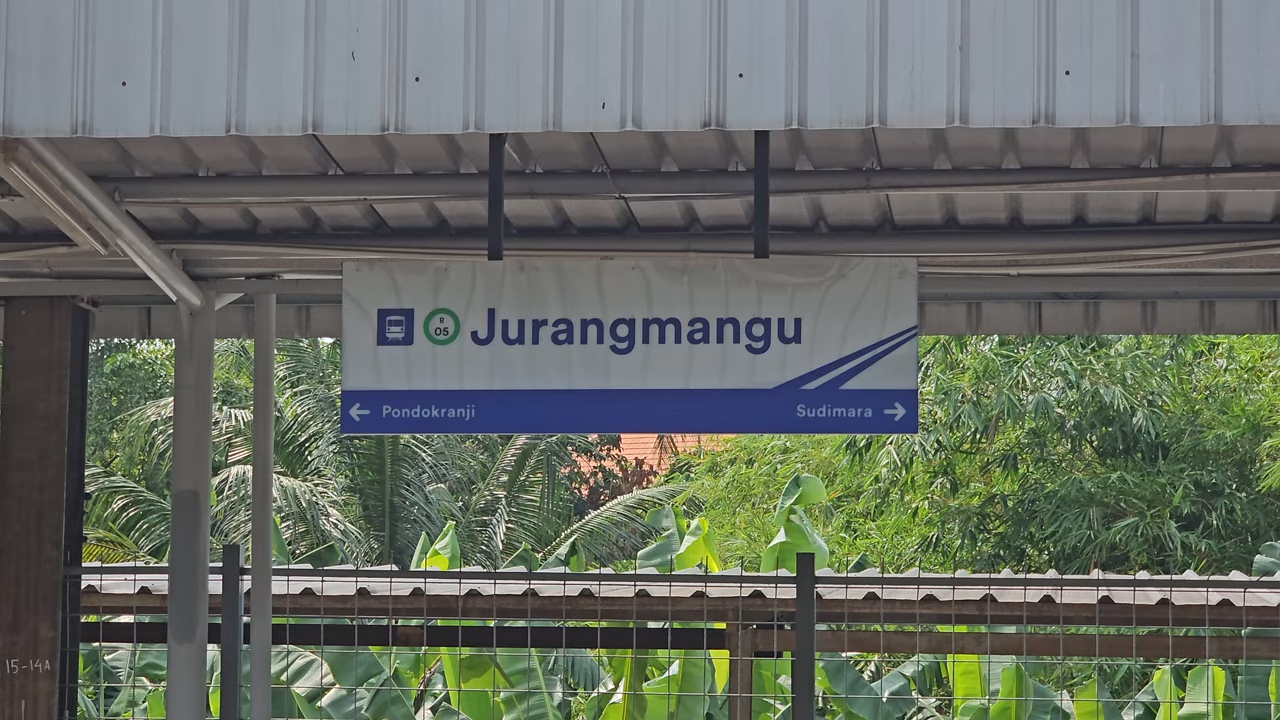 R
05
Jurangmangu
← Pondokranji
Sudimara →
15-14A